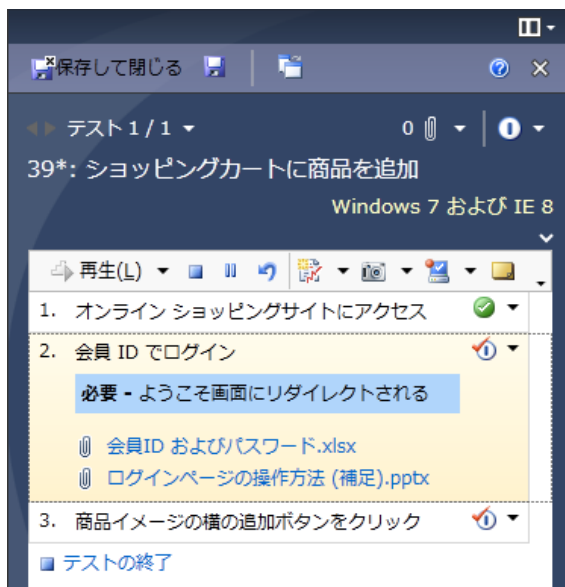 保存して閉じる
テスト 1 / 1
0
39*: ショッピングカートに商品を追加
Windows 7 および IE 8
再生(L)
1. オンライン ショッピングサイトにアクセス
2. 会員 ID でログイン
必要 - ようこそ画面にリダイレクトされる
会員ID およびパスワード.xlsx
ログインページの操作方法 (補足).pptx
3. 商品イメージの横の追加ボタンをクリック
テストの終了